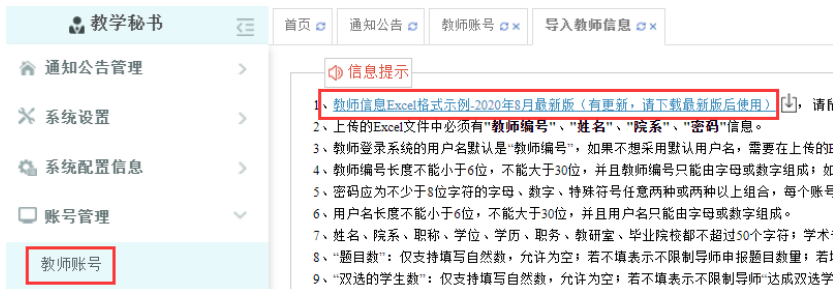 教学秘书
首页
通知公告
教师账号
导入教师信息
通知公告管理
系统设置
系统配置信息
账号管理
教师账号
信息提示
1、教师信息Excel格式示例-2020年8月最新版（有更新，请下载最新版后使用），请
2、上传的Excel文件中必须有"教师编号"、"姓名"、"院系"、"密码"信息。
3、教师登录系统的用户名默认是“教师编号”，如果不想采用默认用户名，需要在上传的E
4、教师编号长度不能小于6位，不能大于30位，并且教师编号只能由字母或数字组成；如
5、密码应为不少于8位字符的字母、数字、特殊符号任意两种或两种以上组合，每个账号
6、用户名长度不能小于6位，不能大于30位，并且用户名只能由字母或数字组成。
7、姓名、院系、职称、学位、学历、职务、教研室、毕业院校都不超过50个字符；学术
8、“题目数”：仅支持填写自然数，允许为空；若不填表示不限制导师申报题目数量；若
9、“双选的学生数”：仅支持填写自然数，允许为空；若不填表示不限制导师“达成双选学